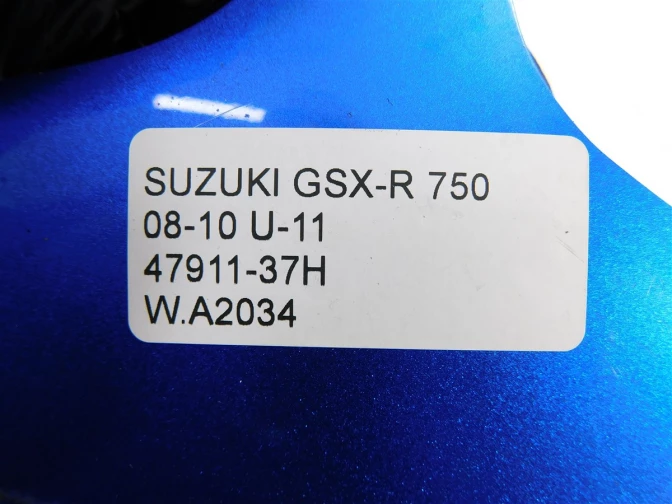 SUZUKI GSX-R 750
08-10 U-11
47911-37H
W.A2034